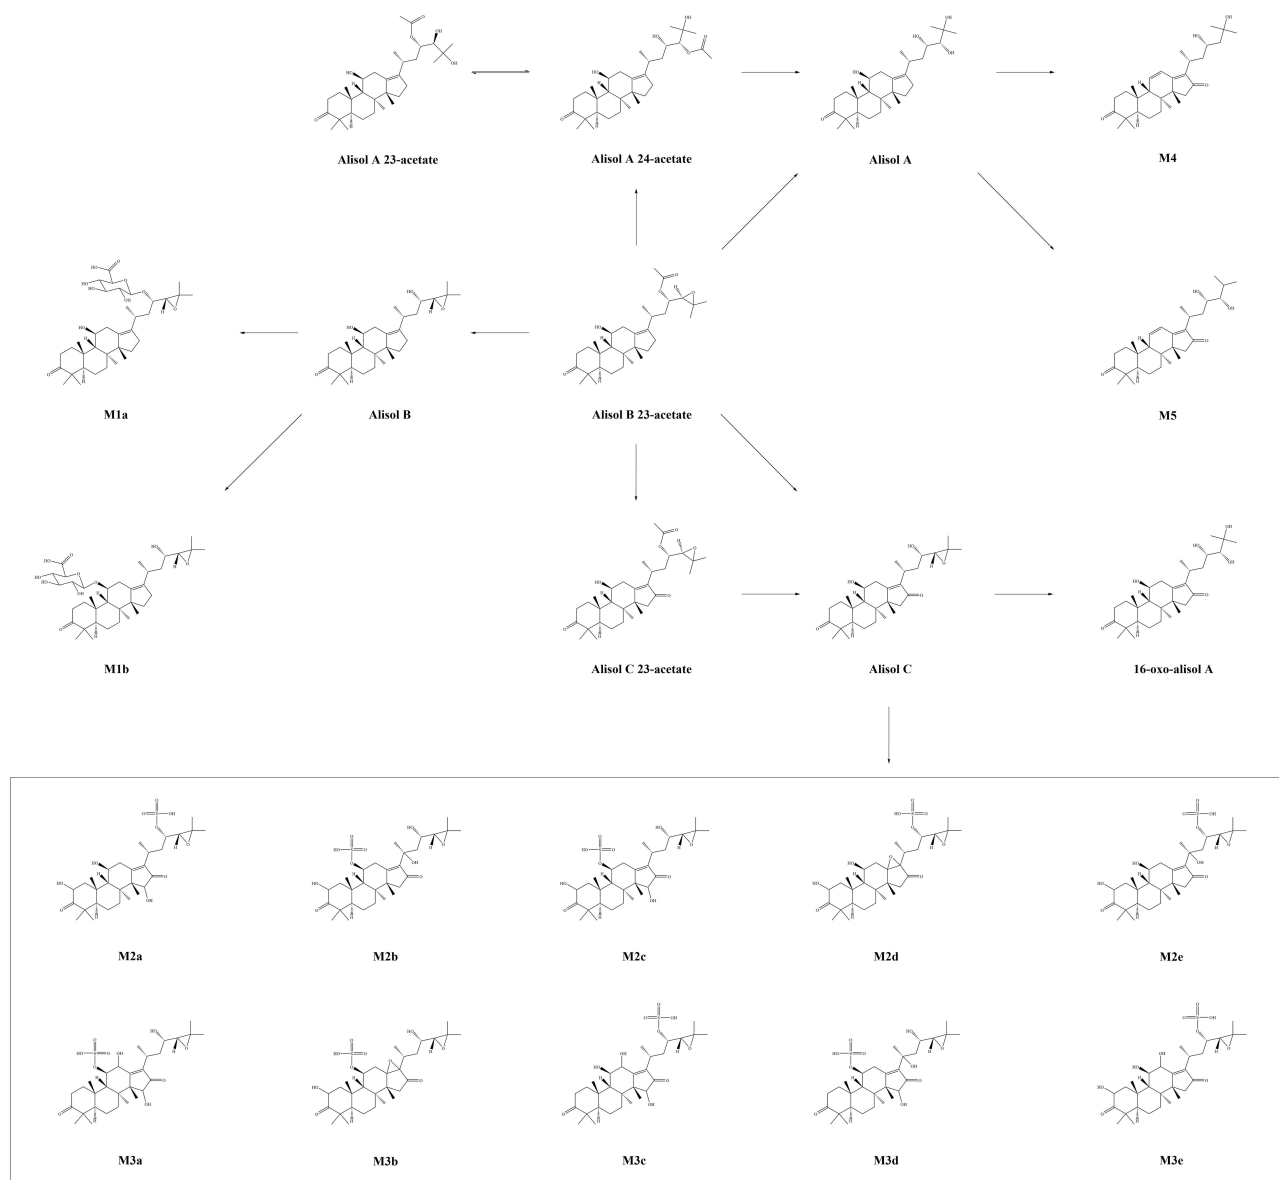 Alisol A 23-acetate
Alisol A 24-acetate
Alisol A
M4
M1a
Alisol B
Alisol B 23-acetate
M5
M1b
Alisol C 23-acetate
Alisol C
16-oxo-alisol A
M2a
M2b
M2c
M2d
M2e
M3a
M3b
M3c
M3d
M3e